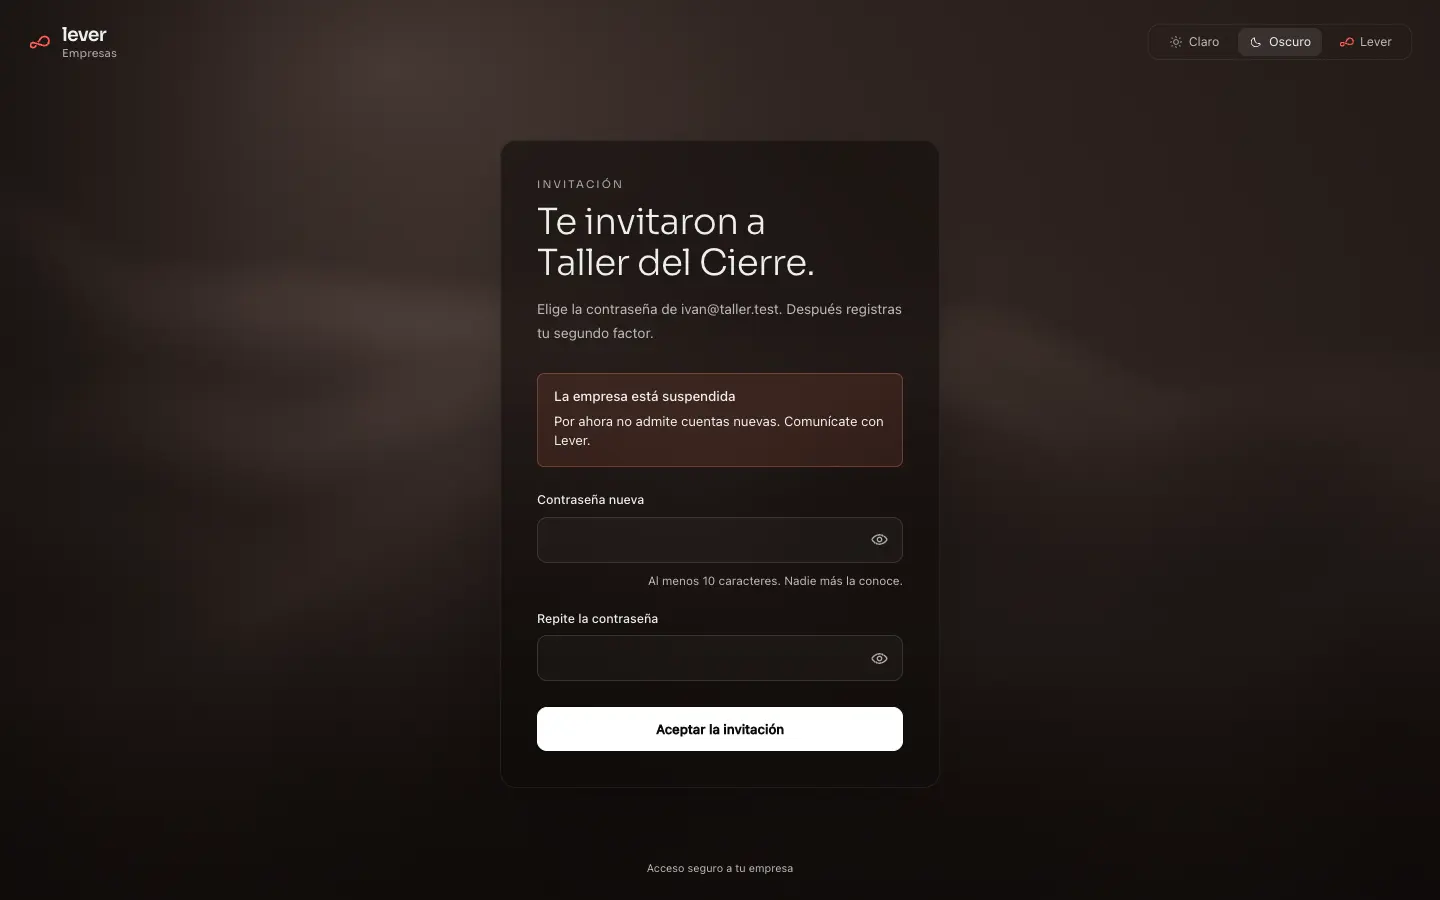 lever
Empresas
Claro
Oscuro
Lever
INVITACIÓN
Te invitaron a
Taller del Cierre.
Elige la contraseña de ivan@taller.test. Después registras
tu segundo factor.
La empresa está suspendida
Por ahora no admite cuentas nuevas. Comunícate con
Lever.
Contraseña nueva
Al menos 10 caracteres. Nadie más la conoce.
Repite la contraseña
Aceptar la invitación
Acceso seguro a tu empresa